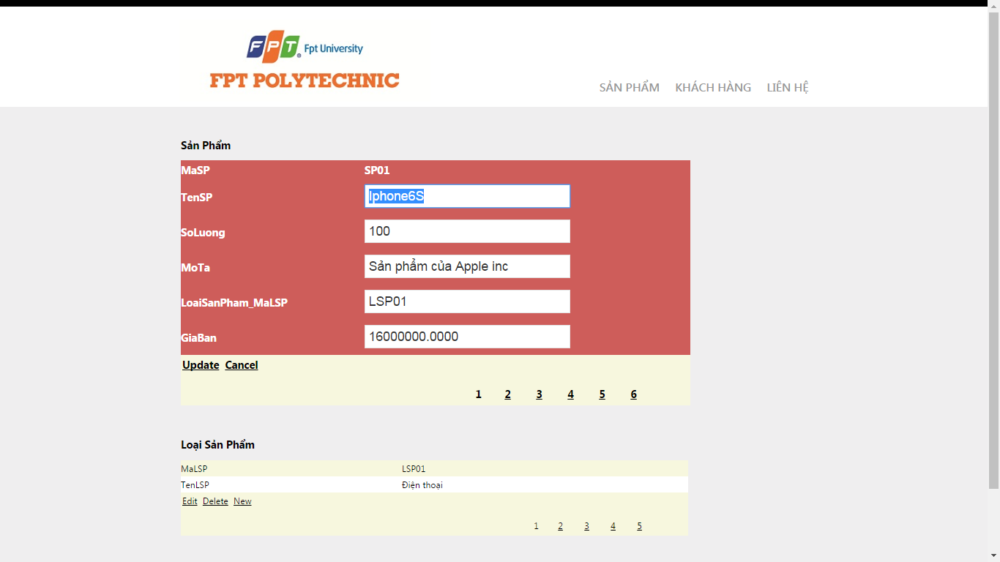 FPT® Fpt University
FPT POLYTECHNIC
SẢN PHẨM KHÁCH HÀNG LIÊN HỆ
Sản Phẩm
MaSP SP01
TenSP Iphone6S
SoLuong 100
MoTa Sản phẩm của Apple inc
LoaiSanPham_MaLSP LSP01
GiaBan 16000000.0000
Update Cancel
1 2 3 4 5 6
Loại Sản Phẩm
MaLSP LSP01
TenLSP Điện thoại
Edit Delete New
1 2 3 4 5